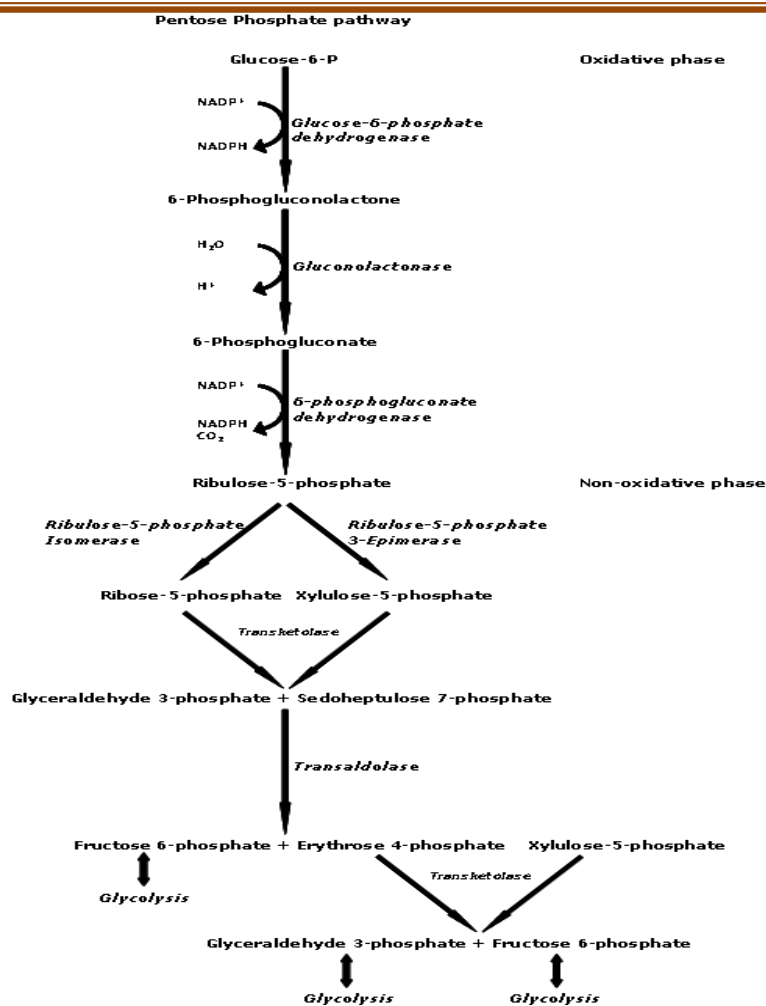 Pentose Phosphate pathway
Glucose-6-P
Oxidative phase
NADP+
Glucose-6-phosphate
dehydrogenase
NADPH
6-Phosphogluconolactone
H₂O
Gluconolactonase
H+
6-Phosphogluconate
NADP+
6-phosphogluconate
dehydrogenase
NADPH
CO₂
Ribulose-5-phosphate
Non-oxidative phase
Ribulose-5-phosphate
Isomerase
Ribulose-5-phosphate
3-Epimerase
Ribose-5-phosphate Xylulose-5-phosphate
Transketolase
Glyceraldehyde 3-phosphate + Sedoheptulose 7-phosphate
Transaldolase
Fructose 6-phosphate + Erythrose 4-phosphate Xylulose-5-phosphate
Transketolase
Glycolysis
Glyceraldehyde 3-phosphate + Fructose 6-phosphate
Glycolysis
Glycolysis